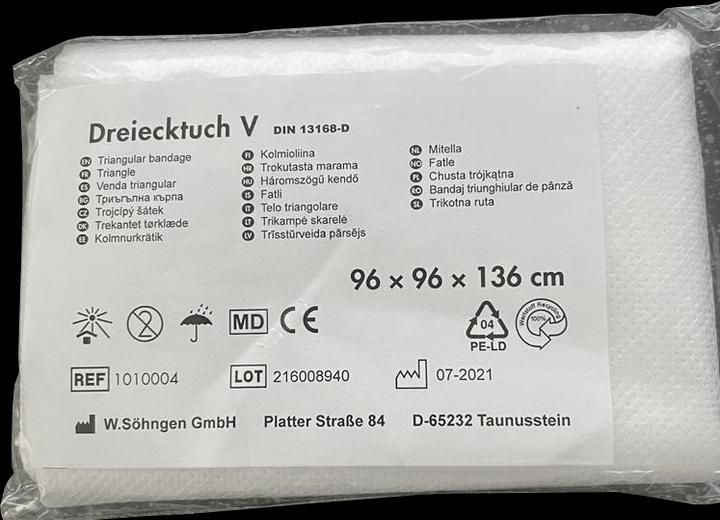 Dreiecktuch V DIN 13168-D
EN Triangular bandage
FR Triangle
ES Venda triangular
BG Триъгълна кърпа
CZ Trojcípý šátek
DK Trekantet tørklæde
EE Kolmnurkrätik
FI Kolmioliina
HR Trokutasta marama
HU Háromszögű kendő
IS Fatli
IT Telo triangolare
LT Trikampė skarelė
LV Trīsstūrveida pārsējs
NL Mitella
NO Fatle
PL Chusta trójkątna
RO Bandaj triunghiular de pânză
SL Trikotna ruta
96 × 96 × 136 cm
2 MD CE
04
PE-LD
Wertstoff Recycling
100%
REF 1010004 LOT 216008940 07-2021
W.Söhngen GmbH Platter Straße 84 D-65232 Taunusstein